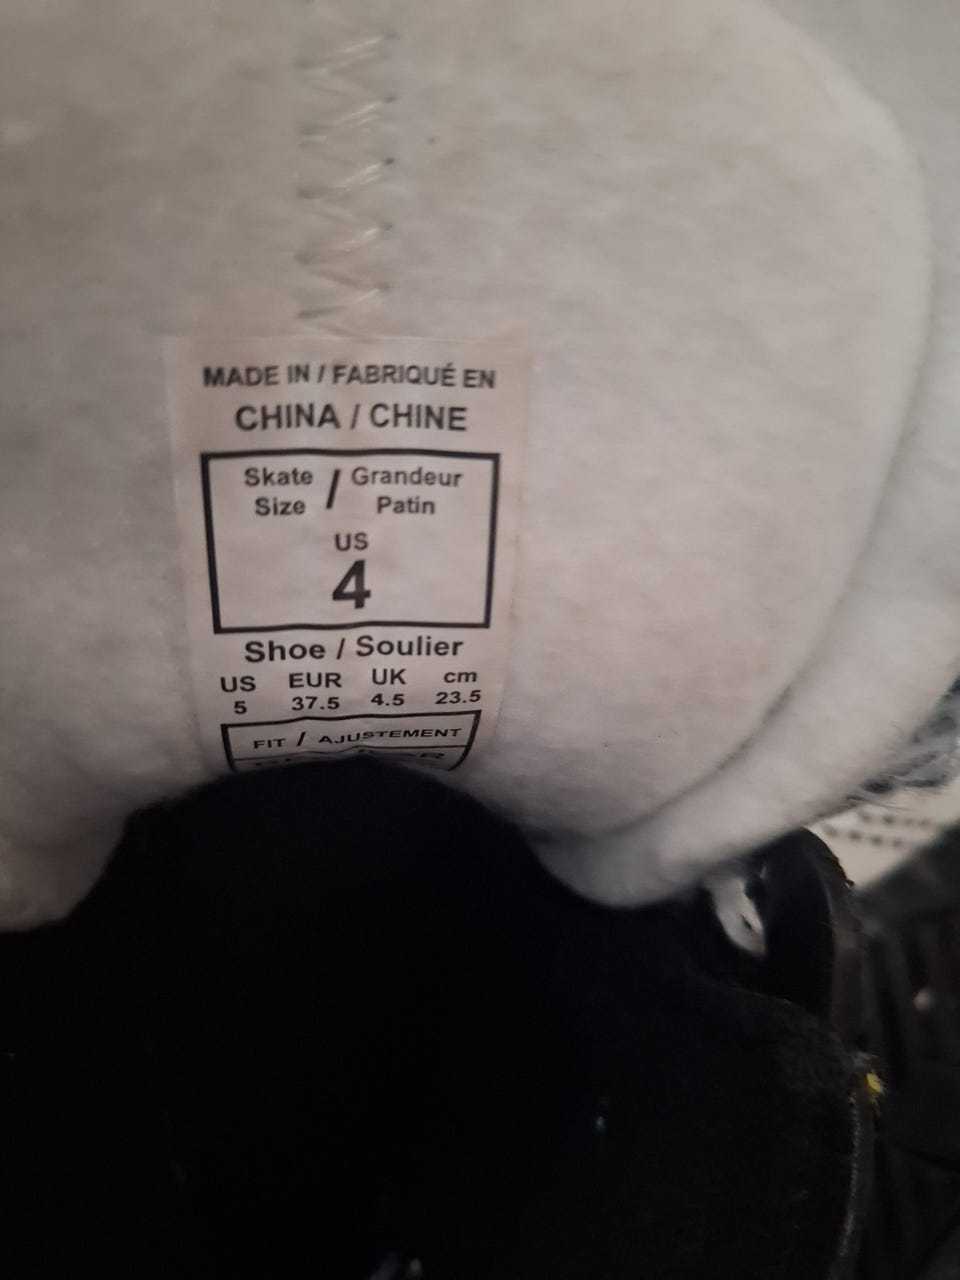 MADE IN / FABRIQUÉ EN
CHINA / CHINE
Skate / Grandeur
Size Patin
US
4
Shoe / Soulier
US EUR UK cm
5 37.5 4.5 23.5
FIT / AJUSTEMENT